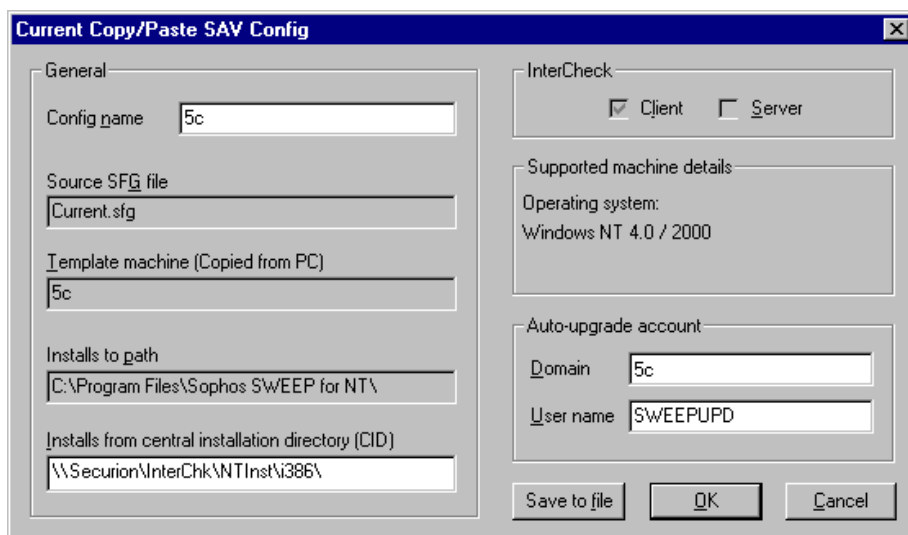 Current Copy/Paste SAV Config
General
Config name 5c
Source SFG file
Current.sfg
Template machine (Copied from PC)
5c
Installs to path
C:\Program Files\Sophos SWEEP for NT\
Installs from central installation directory (CID)
\\Securion\InterChk\NTInst\i386\
InterCheck
Client Server
Supported machine details
Operating system:
Windows NT 4.0 / 2000
Auto-upgrade account
Domain 5c
User name SWEEPUPD
Save to file OK Cancel